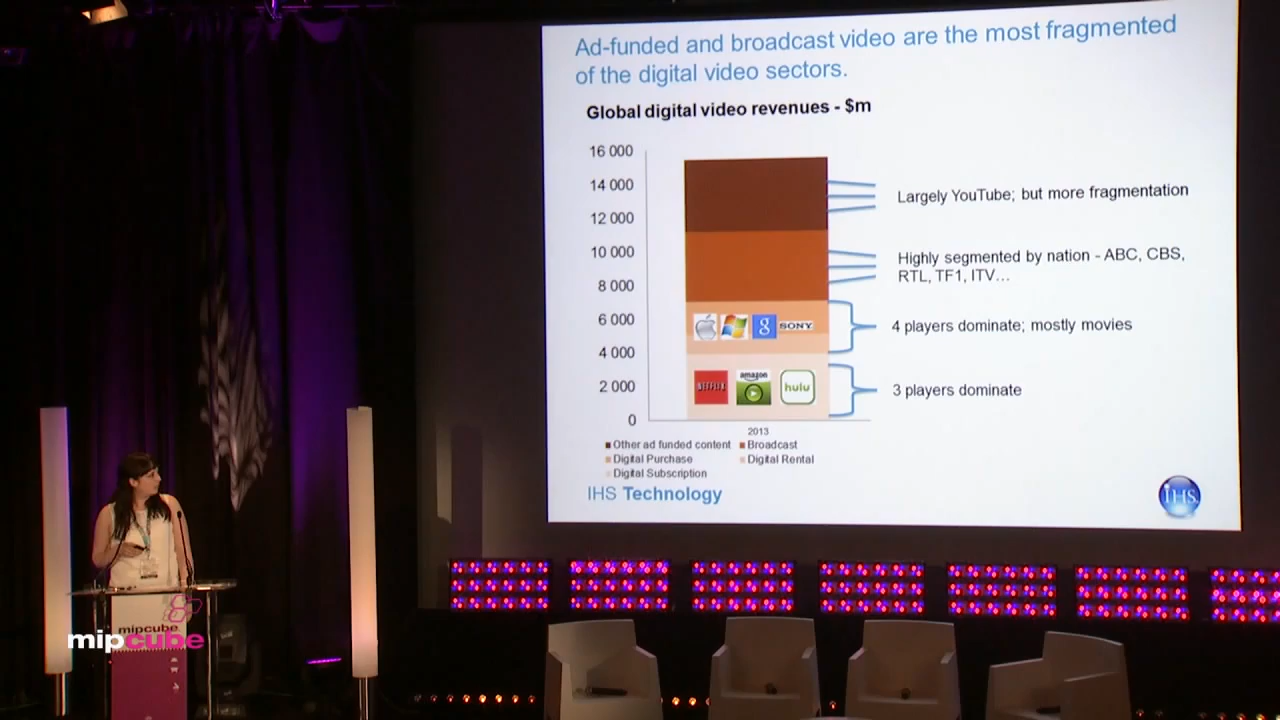 Ad-funded and broadcast video are the most fragmented
of the digital video sectors.
Global digital video revenues - $m
16 000
14 000
12 000
10 000
8 000
6 000
4 000
2 000
0
Largely YouTube; but more fragmentation
Highly segmented by nation - ABC, CBS,
RTL, TF1, ITV…
4 players dominate; mostly movies
3 players dominate
g
SONY
NETFLIX
amazon
hulu
2013
Other ad funded content
Broadcast
Digital Purchase
Digital Rental
Digital Subscription
IHS Technology
IHS
mipcube
mipcube